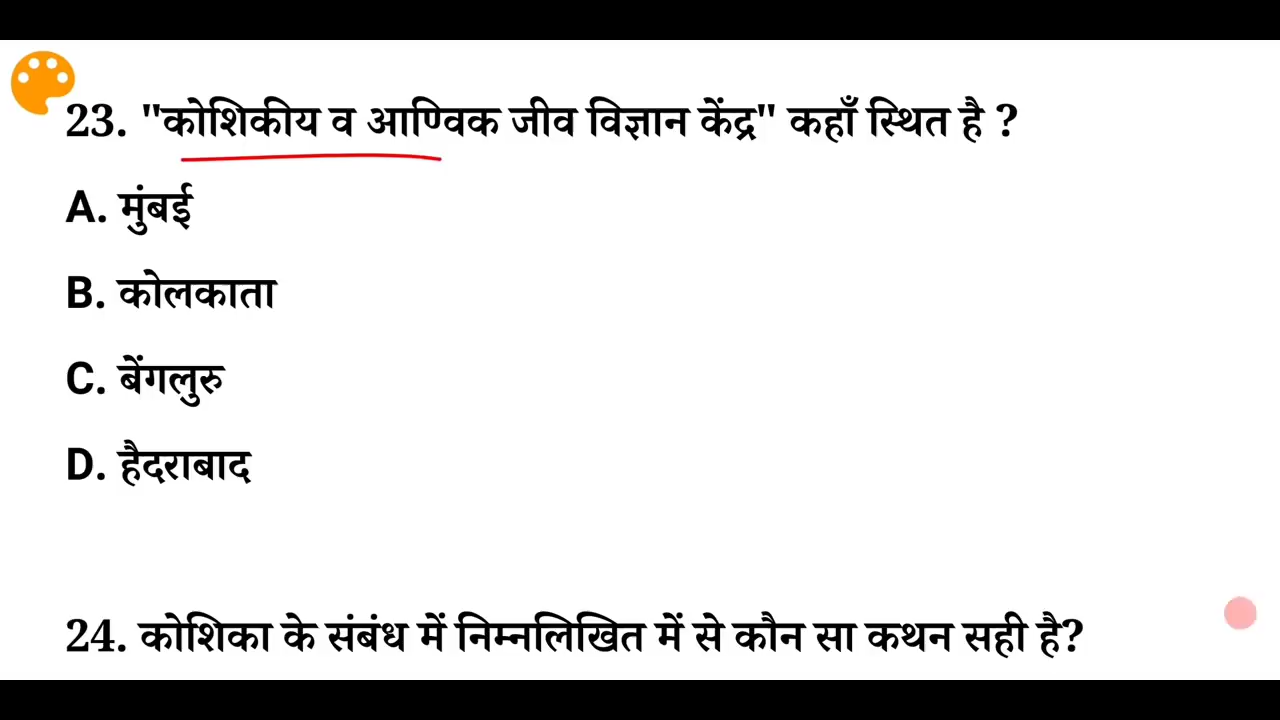 23. "कोशिकीय व आण्विक जीव विज्ञान केंद्र" कहाँ स्थित है ?
A. मुंबई
B. कोलकाता
C. बेंगलुरु
D. हैदराबाद
24. कोशिका के संबंध में निम्नलिखित में से कौन सा कथन सही है?